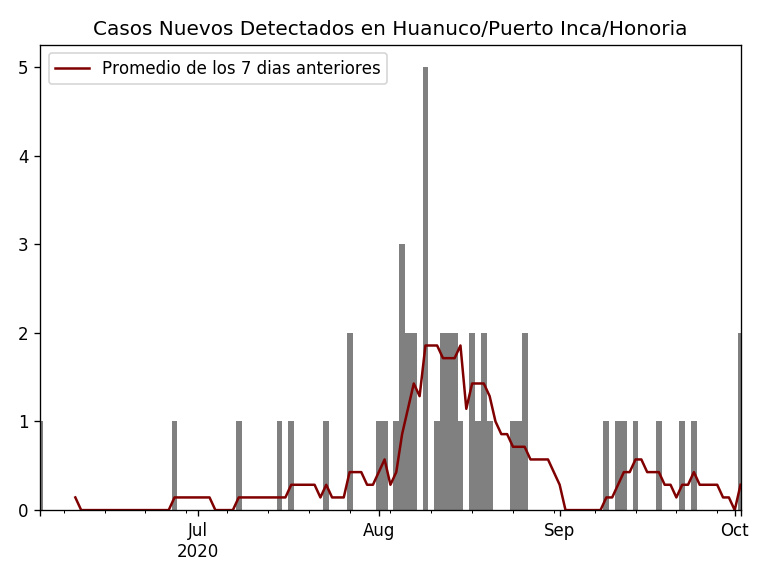 Casos Nuevos Detectados en Huanuco/Puerto Inca/Honoria
Promedio de los 7 dias anteriores
5
4
3
2
1
0
Jul Aug Sep Oct
2020